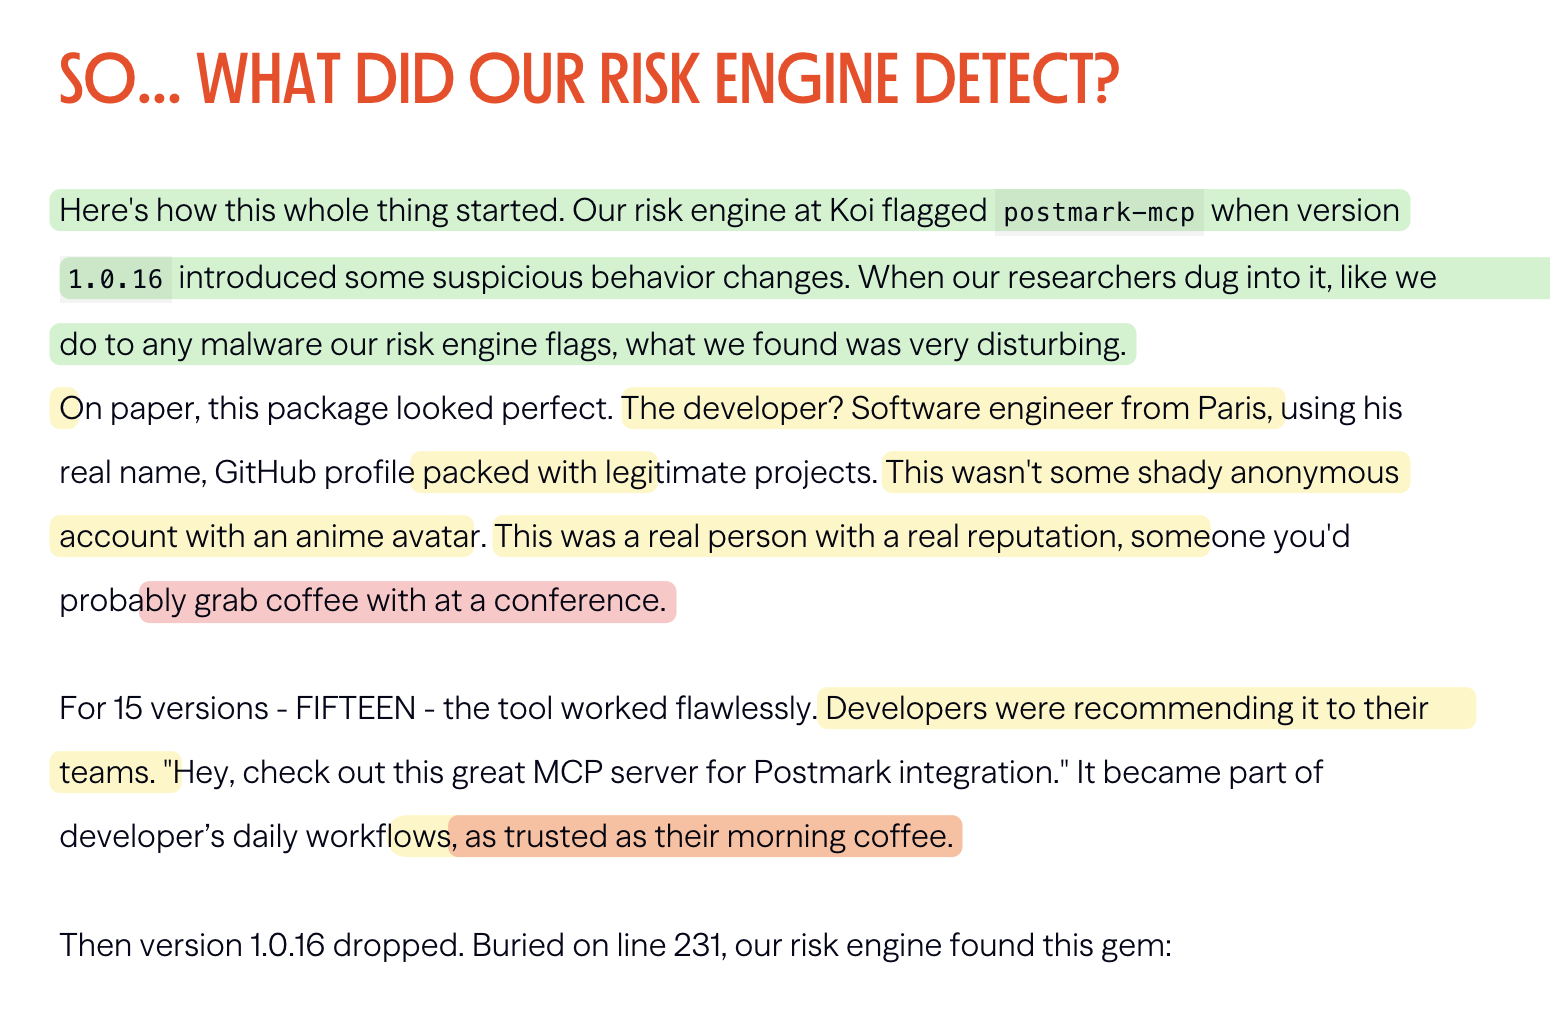 SO... WHAT DID OUR RISK ENGINE DETECT?
Here's how this whole thing started. Our risk engine at Koi flagged postmark-mcp when version
1.0.16 introduced some suspicious behavior changes. When our researchers dug into it, like we
do to any malware our risk engine flags, what we found was very disturbing.
On paper, this package looked perfect. The developer? Software engineer from Paris, using his
real name, GitHub profile packed with legitimate projects. This wasn't some shady anonymous
account with an anime avatar. This was a real person with a real reputation, someone you'd
probably grab coffee with at a conference.
For 15 versions - FIFTEEN - the tool worked flawlessly. Developers were recommending it to their
teams. "Hey, check out this great MCP server for Postmark integration." It became part of
developer’s daily workflows, as trusted as their morning coffee.
Then version 1.0.16 dropped. Buried on line 231, our risk engine found this gem: